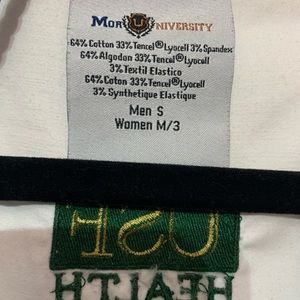 MorUniversity
64% Cotton 33% Tencel®Lyocell 3% Spandex
64% Algodon 33% Tencel®Lyocell
3% Textil Elastico
64% Coton 33% Tencel®Lyocell
3% Synthetique Elastique
Men S
Women M/3
USF
HEALTH